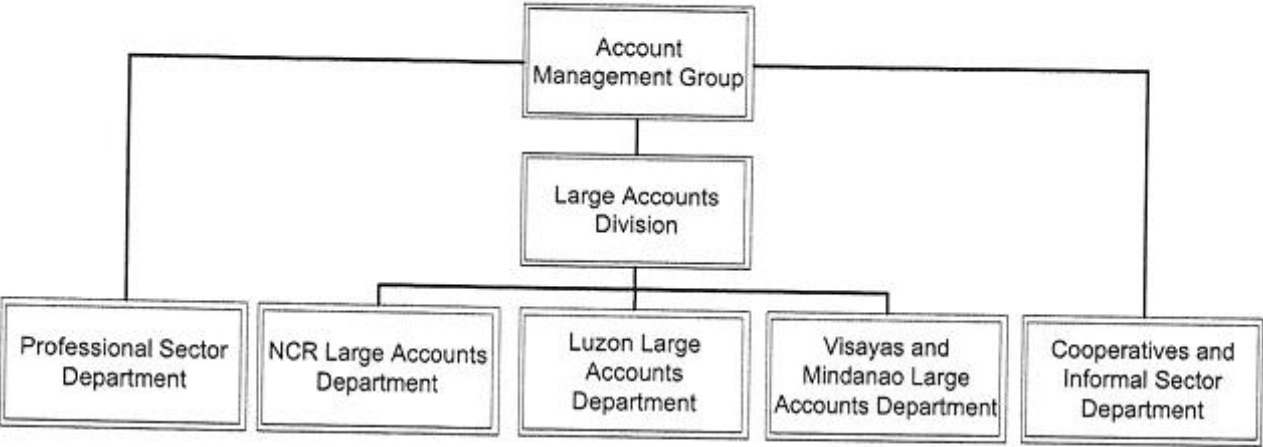 Account
Management Group
Large Accounts
Division
Professional Sector
Department
NCR Large Accounts
Department
Luzon Large
Accounts
Department
Visayas and
Mindanao Large
Accounts Department
Cooperatives and
Informal Sector
Department